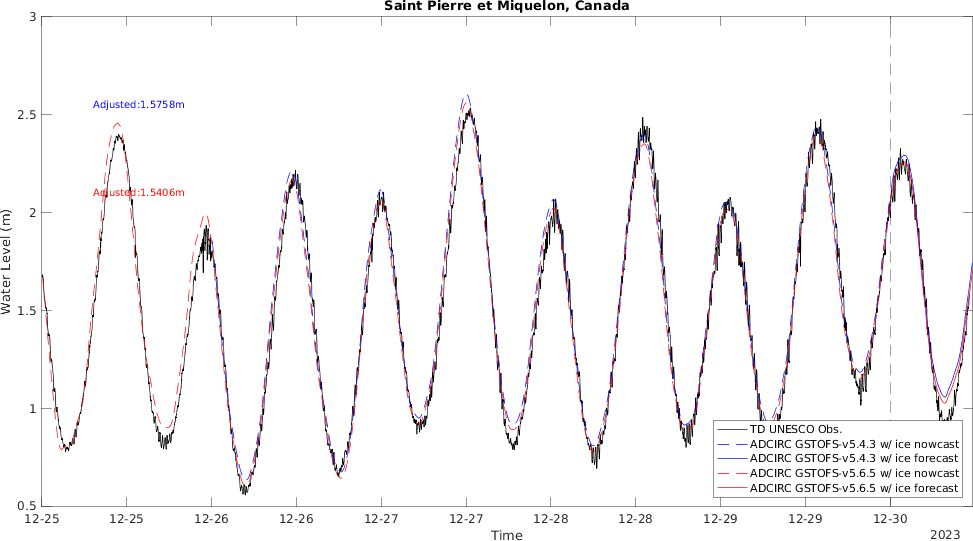 Saint Pierre et Miquelon, Canada
3
2.5
2
1.5
1
0.5
Water Level (m)
Adjusted:1.5758m
Adjusted:1.5406m
TD UNESCO Obs.
ADCIRC GSTOFS-v5.4.3 w/ ice nowcast
ADCIRC GSTOFS-v5.4.3 w/ ice forecast
ADCIRC GSTOFS-v5.6.5 w/ ice nowcast
ADCIRC GSTOFS-v5.6.5 w/ ice forecast
12-25 12-25 12-25 12-26 12-26 12-27 12-27 12-28 12-28 12-29 12-29 12-30
Time
2023